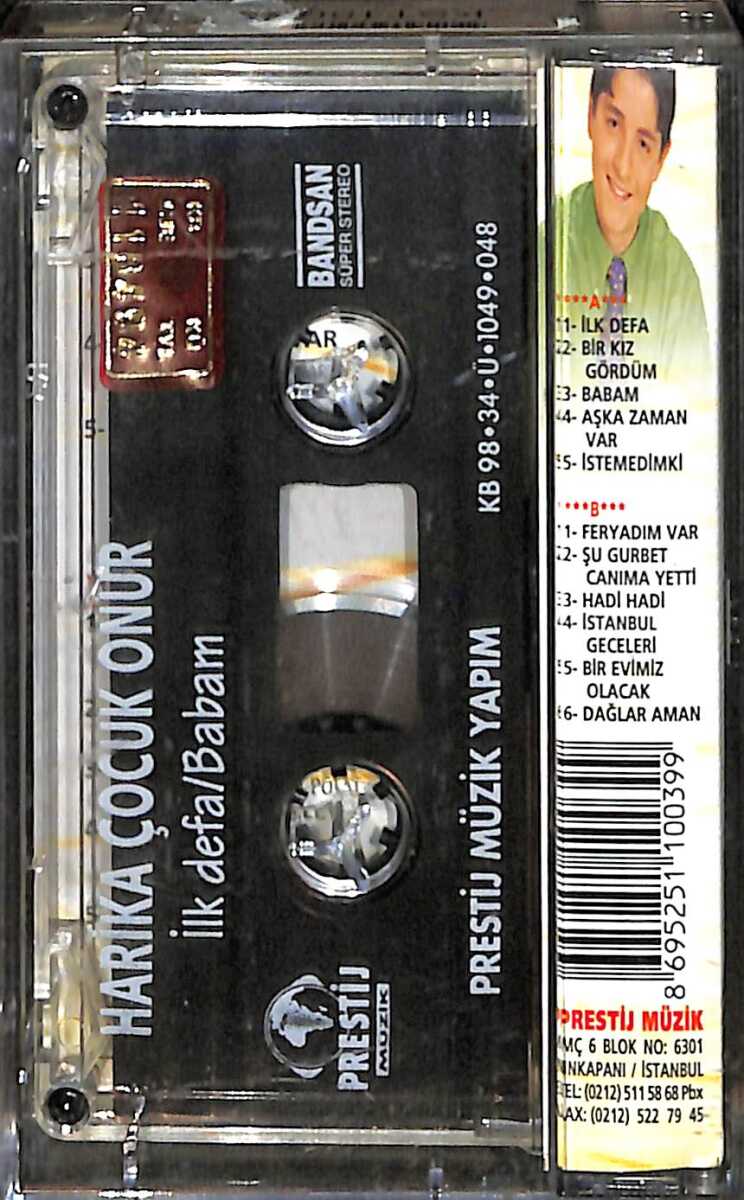 HARİKA ÇOCUK ONUR
İlk defa/Babam
BANDSAN
SÜPER STEREO
KB 98•34•Ü•1049•048
PRESTİJ MÜZİK YAPIM
PRESTİJ
MÜZİK
****A***
1- İLK DEFA
2- BİR KIZ
GÖRDÜM
3- BABAM
4- AŞKA ZAMAN
VAR
5- İSTEMEDİMKİ
****B***
1- FERYADIM VAR
2- ŞU GURBET
CANIMA YETTİ
3- HADİ HADİ
4- İSTANBUL
GECELERİ
5- BİR EVİMİZ
OLACAK
6- DAĞLAR AMAN
8 695251 100399
PRESTİJ MÜZİK
İMÇ 6 BLOK NO: 6301
UNKAPANI / İSTANBUL
TEL: (0212) 511 58 68 Pbx
FAX: (0212) 522 79 45